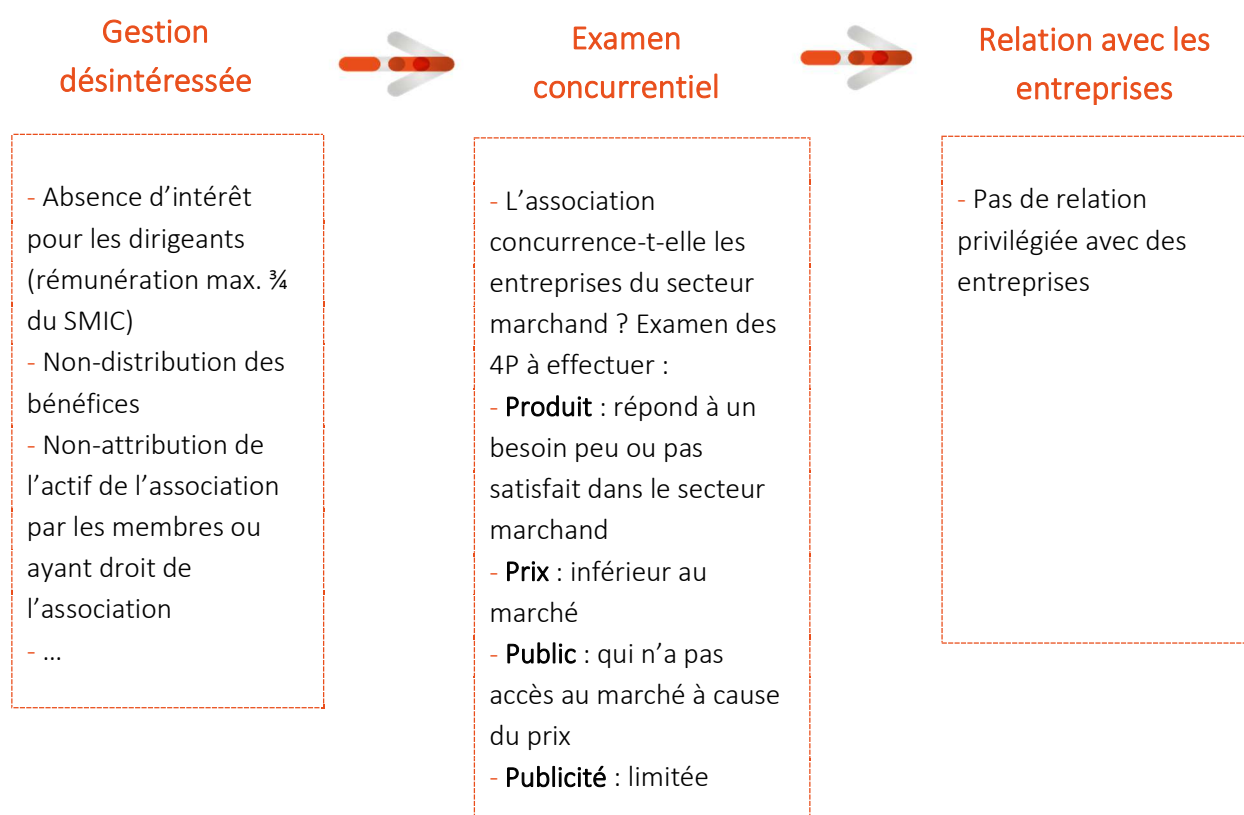 Gestion
désintéressée
- Absence d’intérêt
pour les dirigeants
(rémunération max. ¾
du SMIC)
- Non-distribution des
bénéfices
- Non-attribution de
l’actif de l’association
par les membres ou
ayant droit de
l’association
- ...
Examen
concurrentiel
- L’association
concurrence-t-elle les
entreprises du secteur
marchand ? Examen des
4P à effectuer :
- Produit : répond à un
besoin peu ou pas
satisfait dans le secteur
marchand
- Prix : inférieur au
marché
- Public : qui n’a pas
accès au marché à cause
du prix
- Publicité : limitée
Relation avec les
entreprises
- Pas de relation
privilégiée avec des
entreprises